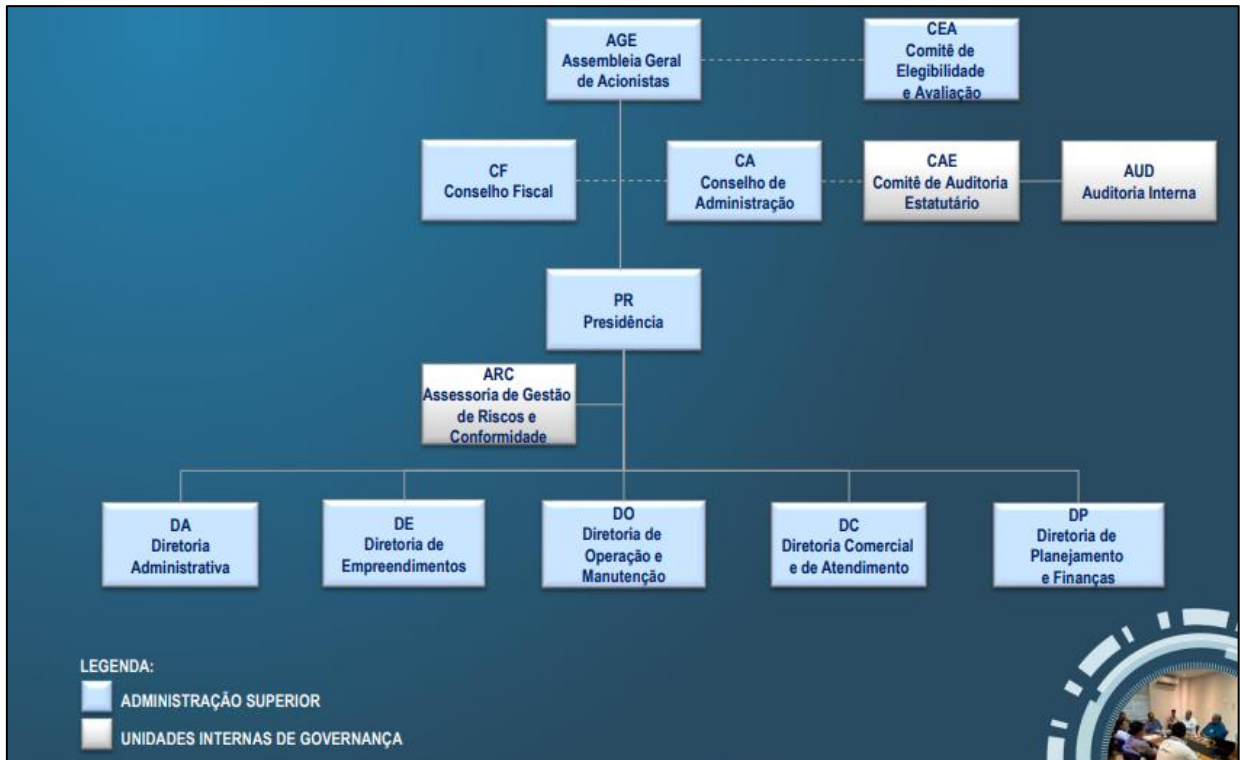 AGE
Assembleia Geral
de Acionistas
CEA
Comitê de
Elegibilidade
e Avaliação
CF
Conselho Fiscal
CA
Conselho de
Administração
CAE
Comitê de Auditoria
Estatutário
AUD
Auditoria Interna
PR
Presidência
ARC
Assessoria de Gestão
de Riscos e
Conformidade
DA
Diretoria
Administrativa
DE
Diretoria de
Empreendimentos
DO
Diretoria de
Operação e
Manutenção
DC
Diretoria Comercial
e de Atendimento
DP
Diretoria de
Planejamento
e Finanças
LEGENDA:
ADMINISTRAÇÃO SUPERIOR
UNIDADES INTERNAS DE GOVERNANÇA